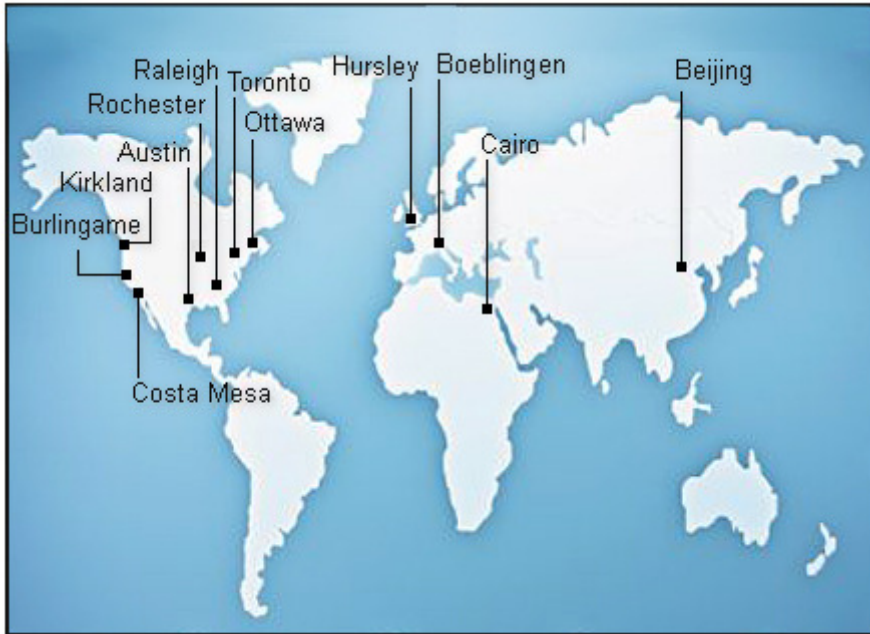 Raleigh
Toronto
Hursley
Boeblingen
Beijing
Rochester
Ottawa
Austin
Cairo
Kirkland
Burlingame
Costa Mesa